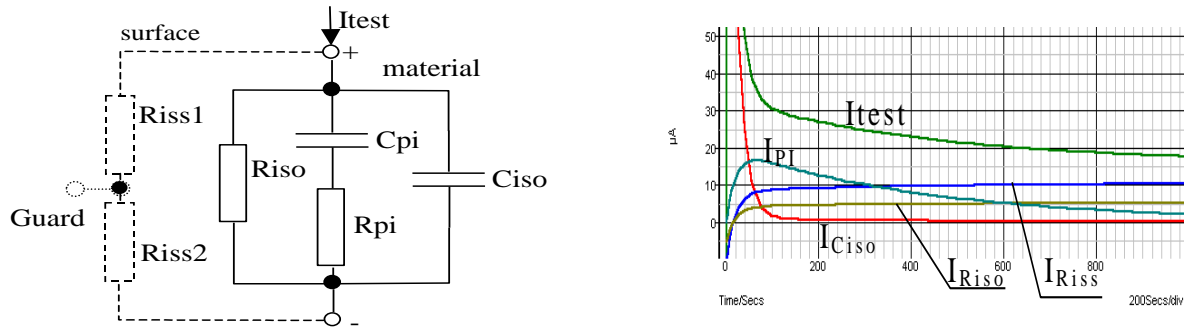 Itest
surface
+
material
Riss1
Cpi
Riso
Ciso
Guard
Rpi
Riss2
-
50
40
30
20
10
0
µA
Itest
IPI
ICiso
IRiso
IRiss
0
200
400
600
800
Time/Secs
200Secs/div